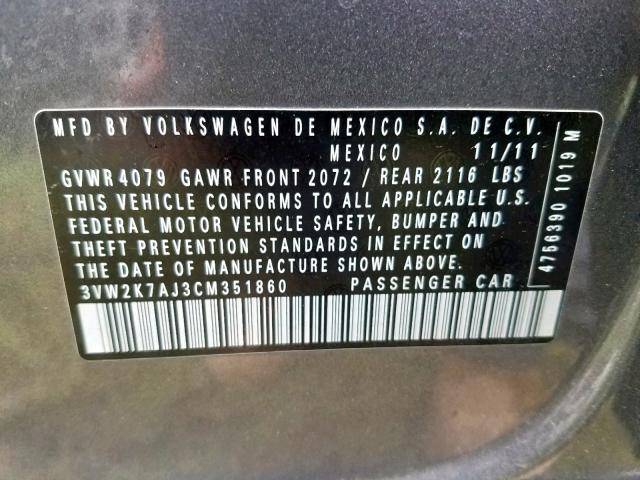 MFD. BY VOLKSWAGEN DE MEXICO S.A. DE C.V.
MEXICO 11/11
GVWR 4079 GAWR FRONT 2072 / REAR 2116 LBS
THIS VEHICLE CONFORMS TO ALL APPLICABLE U.S.
FEDERAL MOTOR VEHICLE SAFETY, BUMPER AND
THEFT PREVENTION STANDARDS IN EFFECT ON
THE DATE OF MANUFACTURE SHOWN ABOVE.
3VW2K7AJ3CM351860 PASSENGER CAR
4756390 1019 M